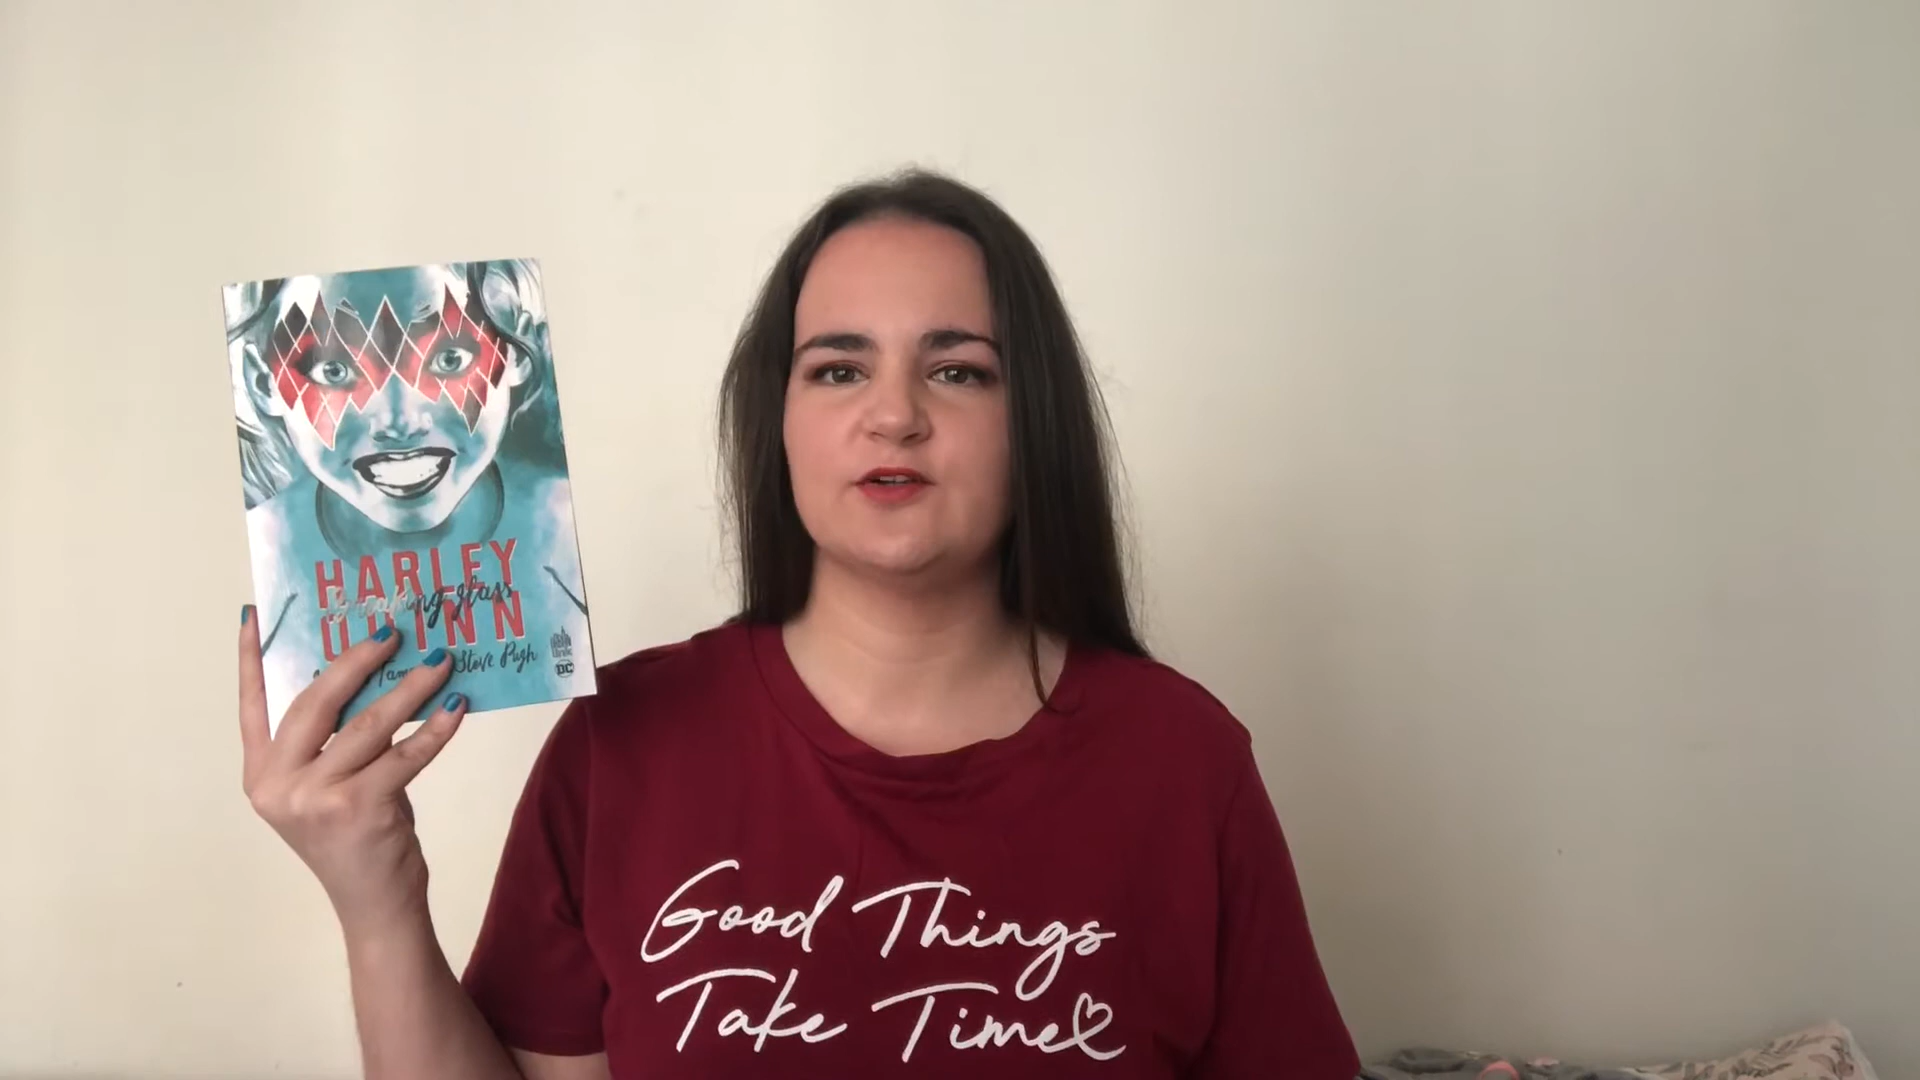 HARLEY
Breaking glass
QUINN
Steve Pugh
DC
Good Things
Take Time